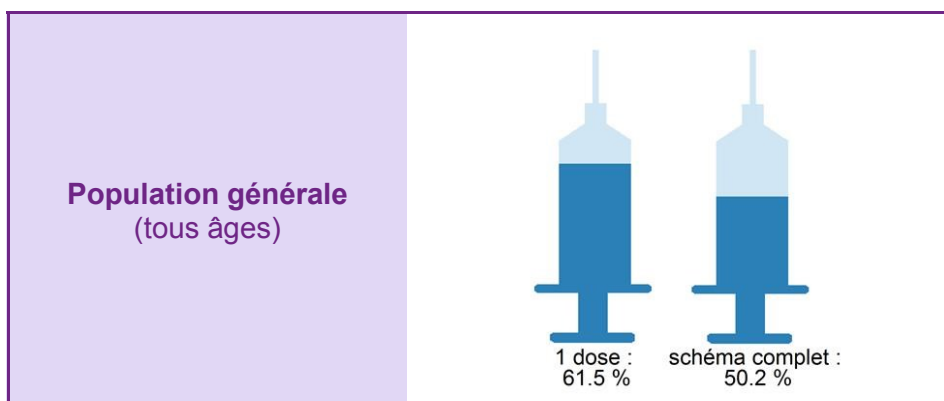 Population générale
(tous âges)
1 dose :
61.5 %
schéma complet :
50.2 %